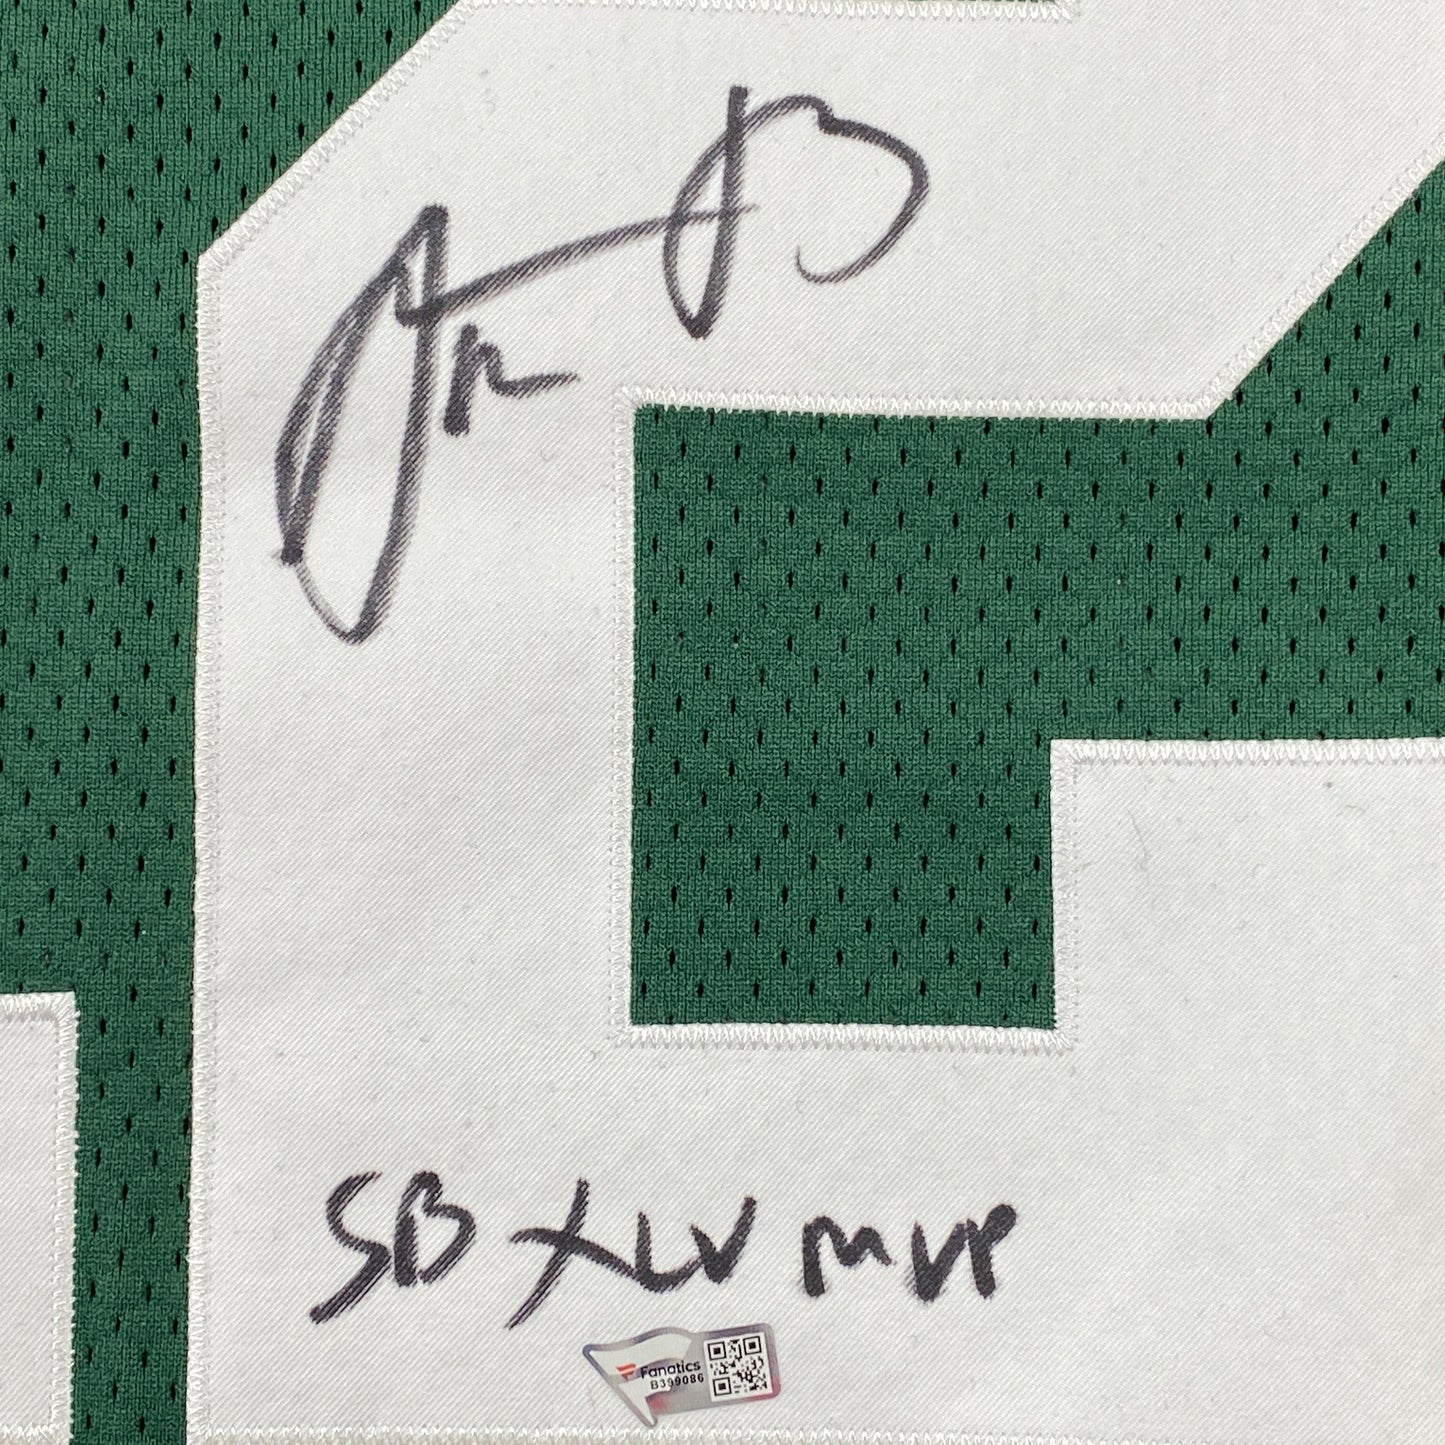 SB XLV MVP
Fanatics
B399086